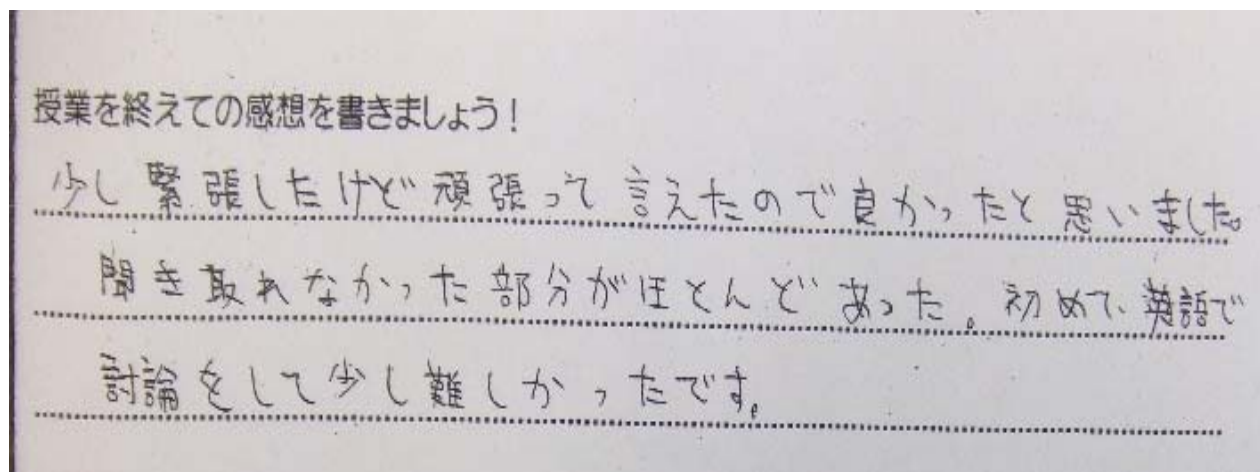 授業を終えての感想を書きましょう!
少し緊張したけど頑張って言えたので良かったと思いました。
聞き取れなかった部分がほとんどあった。初めて、英語で
討論をして少し難しかったです。